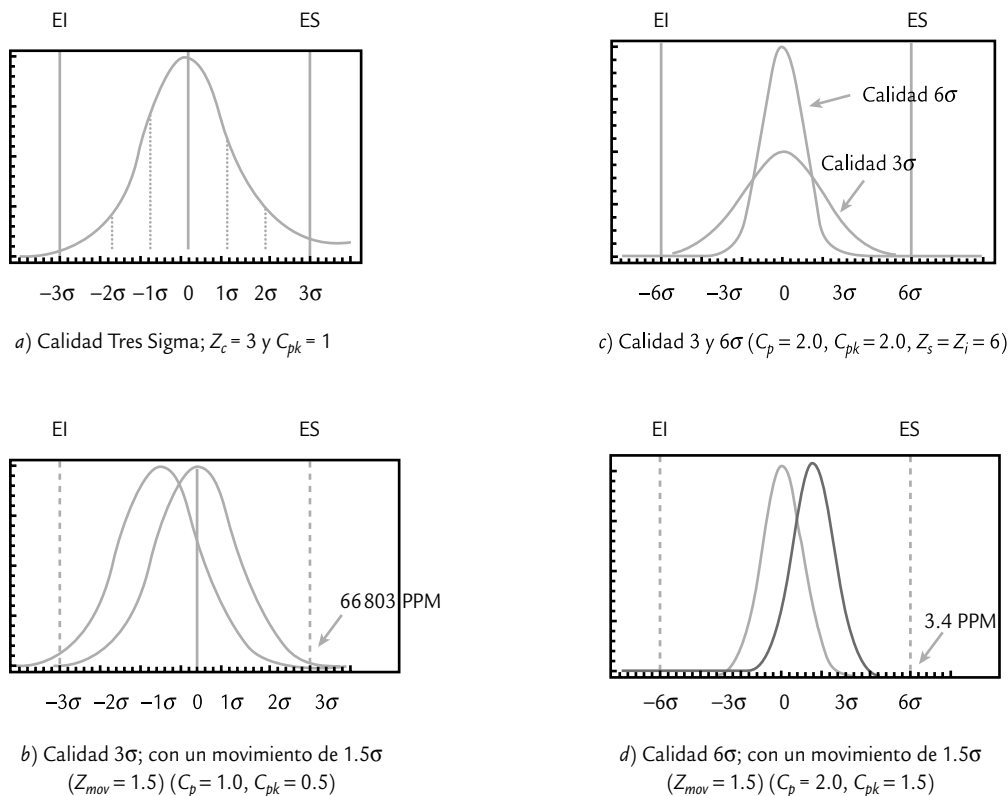 EI ES
−3σ −2σ −1σ 0 1σ 2σ 3σ
a) Calidad Tres Sigma; Zc = 3 y Cpk = 1
EI ES
Calidad 6σ
Calidad 3σ
−6σ −3σ 0 3σ 6σ
c) Calidad 3 y 6σ (Cp = 2.0, Cpk = 2.0, Zs = Zi = 6)
EI ES
66 803 PPM
−3σ −2σ −1σ 0 1σ 2σ 3σ
b) Calidad 3σ; con un movimiento de 1.5σ
(Zmov = 1.5) (Cp = 1.0, Cpk = 0.5)
EI ES
3.4 PPM
−6σ −3σ 0 3σ 6σ
d) Calidad 6σ; con un movimiento de 1.5σ
(Zmov = 1.5) (Cp = 2.0, Cpk = 1.5)